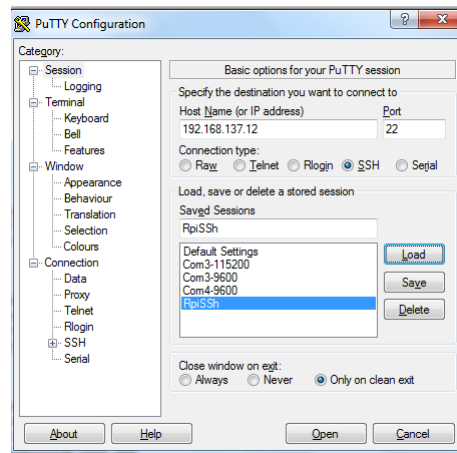 PuTTY Configuration
?
X
Category:
Session
Logging
Terminal
Keyboard
Bell
Features
Window
Appearance
Behaviour
Translation
Selection
Colours
Connection
Data
Proxy
Telnet
Rlogin
SSH
Serial
Basic options for your PuTTY session
Specify the destination you want to connect to
Host Name (or IP address) Port
192.168.137.12 22
Connection type:
Raw Telnet Rlogin SSH Serial
Load, save or delete a stored session
Saved Sessions
RpiSSh
Default Settings
Com3-115200
Com3-9600
Com4-9600
RpiSSh
Load
Save
Delete
Close window on exit:
Always Never Only on clean exit
About Help Open Cancel